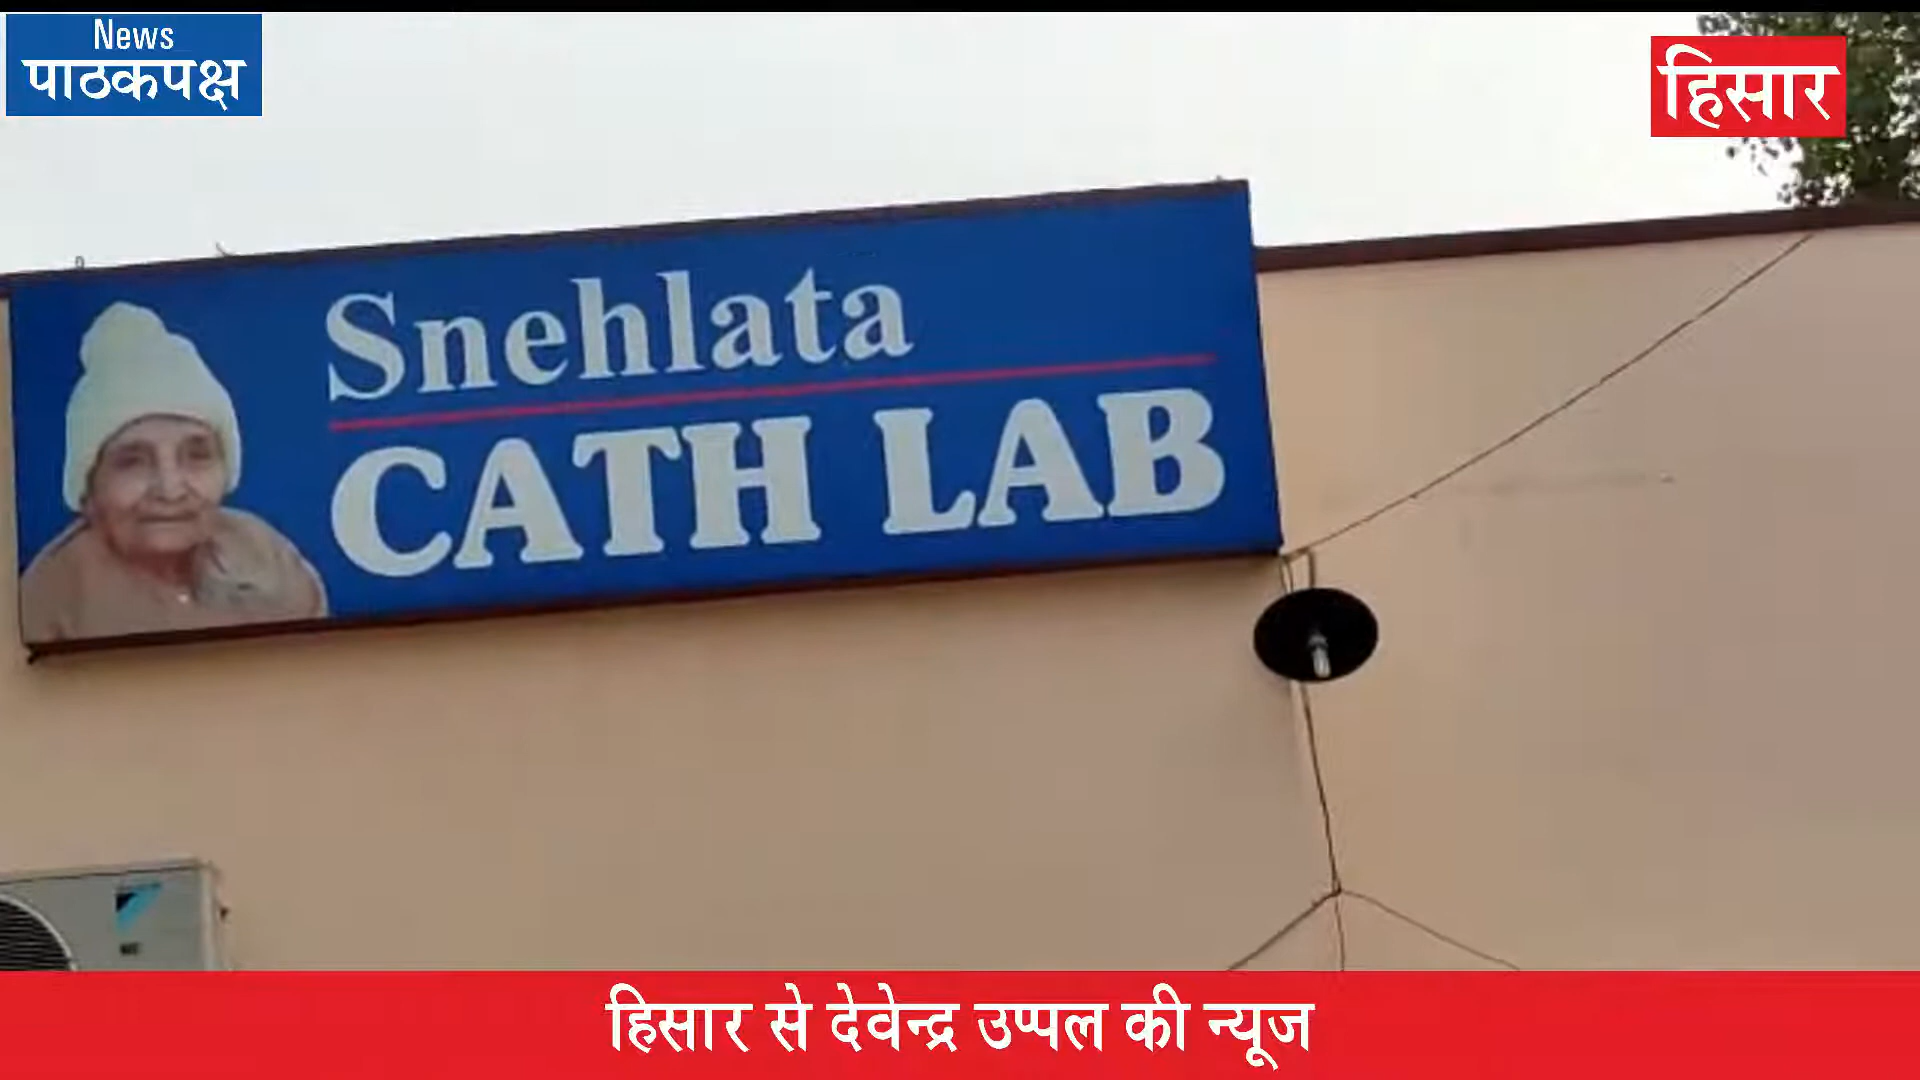 News
पाठकपक्ष
हिसार
Snehlata
CATH LAB
हिसार से देवेन्द्र उप्पल की न्यूज